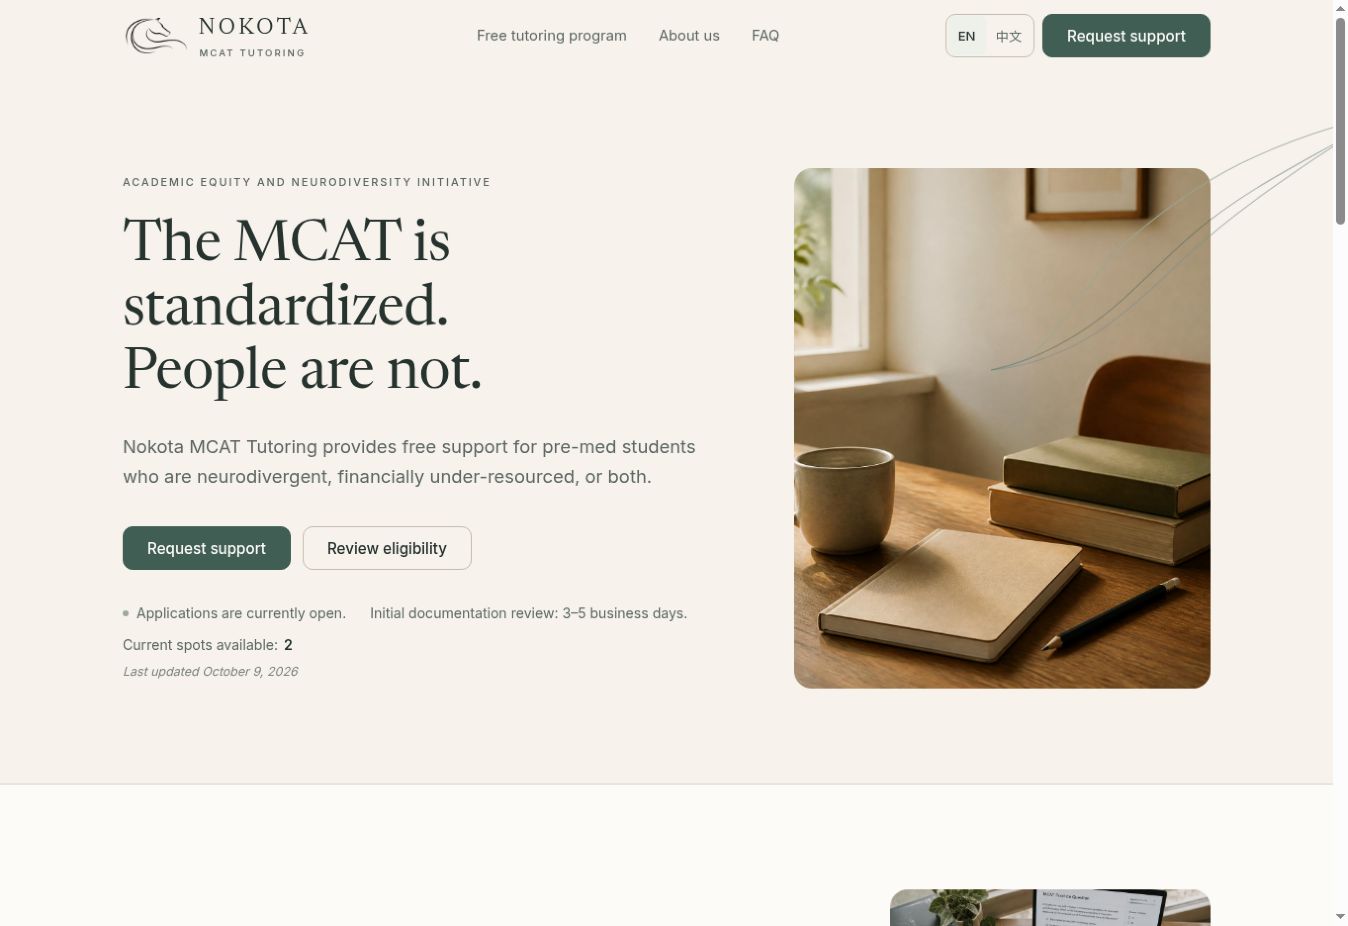 NOKOTA
MCAT TUTORING
Free tutoring program
About us
FAQ
EN
中文
Request support
ACADEMIC EQUITY AND NEURODIVERSITY INITIATIVE
The MCAT is
standardized.
People are not.
Nokota MCAT Tutoring provides free support for pre-med students
who are neurodivergent, financially under-resourced, or both.
Request support
Review eligibility
Applications are currently open.
Initial documentation review: 3–5 business days.
Current spots available: 2
Last updated October 9, 2026